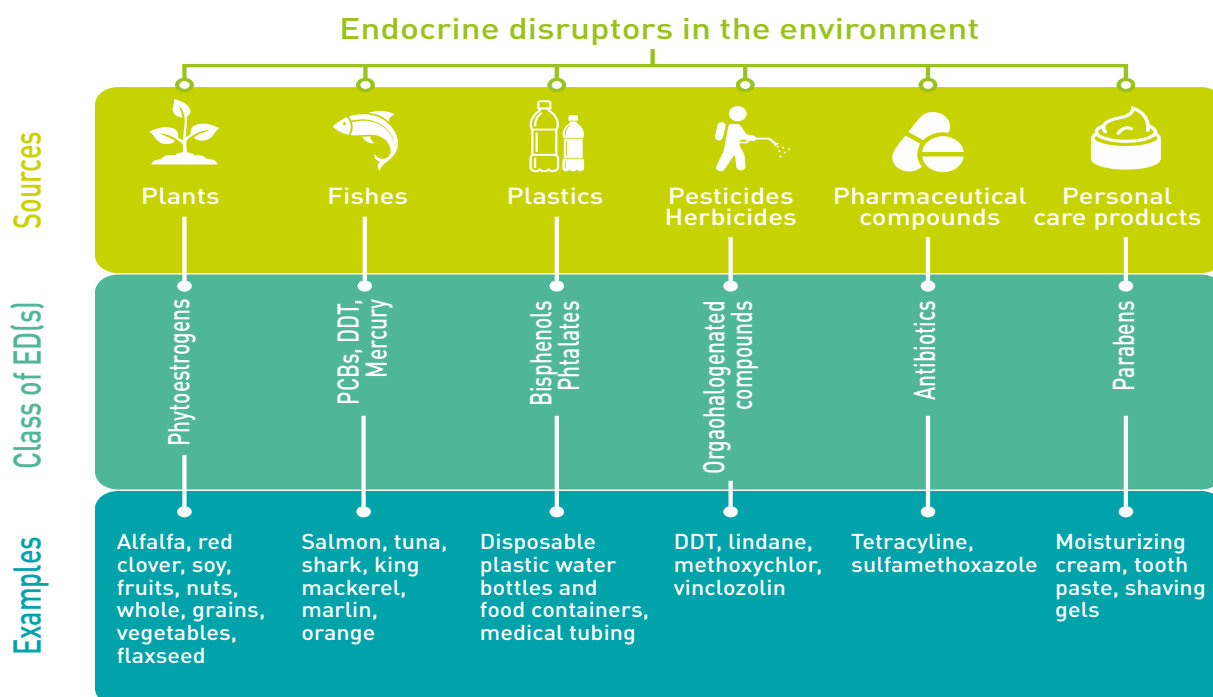 Endocrine disruptors in the environment
Sources
Plants
Fishes
Plastics
Pesticides
Herbicides
Pharmaceutical
compounds
Personal
care products
Class of ED(s)
Phytoestrogens
PCBs, DDT,
Mercury
Bisphenols
Phtalates
Orgaohalogenated
compounds
Antibiotics
Parabens
Examples
Alfalfa, red
clover, soy,
fruits, nuts,
whole, grains,
vegetables,
flaxseed
Salmon, tuna,
shark, king
mackerel,
marlin,
orange
Disposable
plastic water
bottles and
food containers,
medical tubing
DDT, lindane,
methoxychlor,
vinclozolin
Tetracyline,
sulfamethoxazole
Moisturizing
cream, tooth
paste, shaving
gels